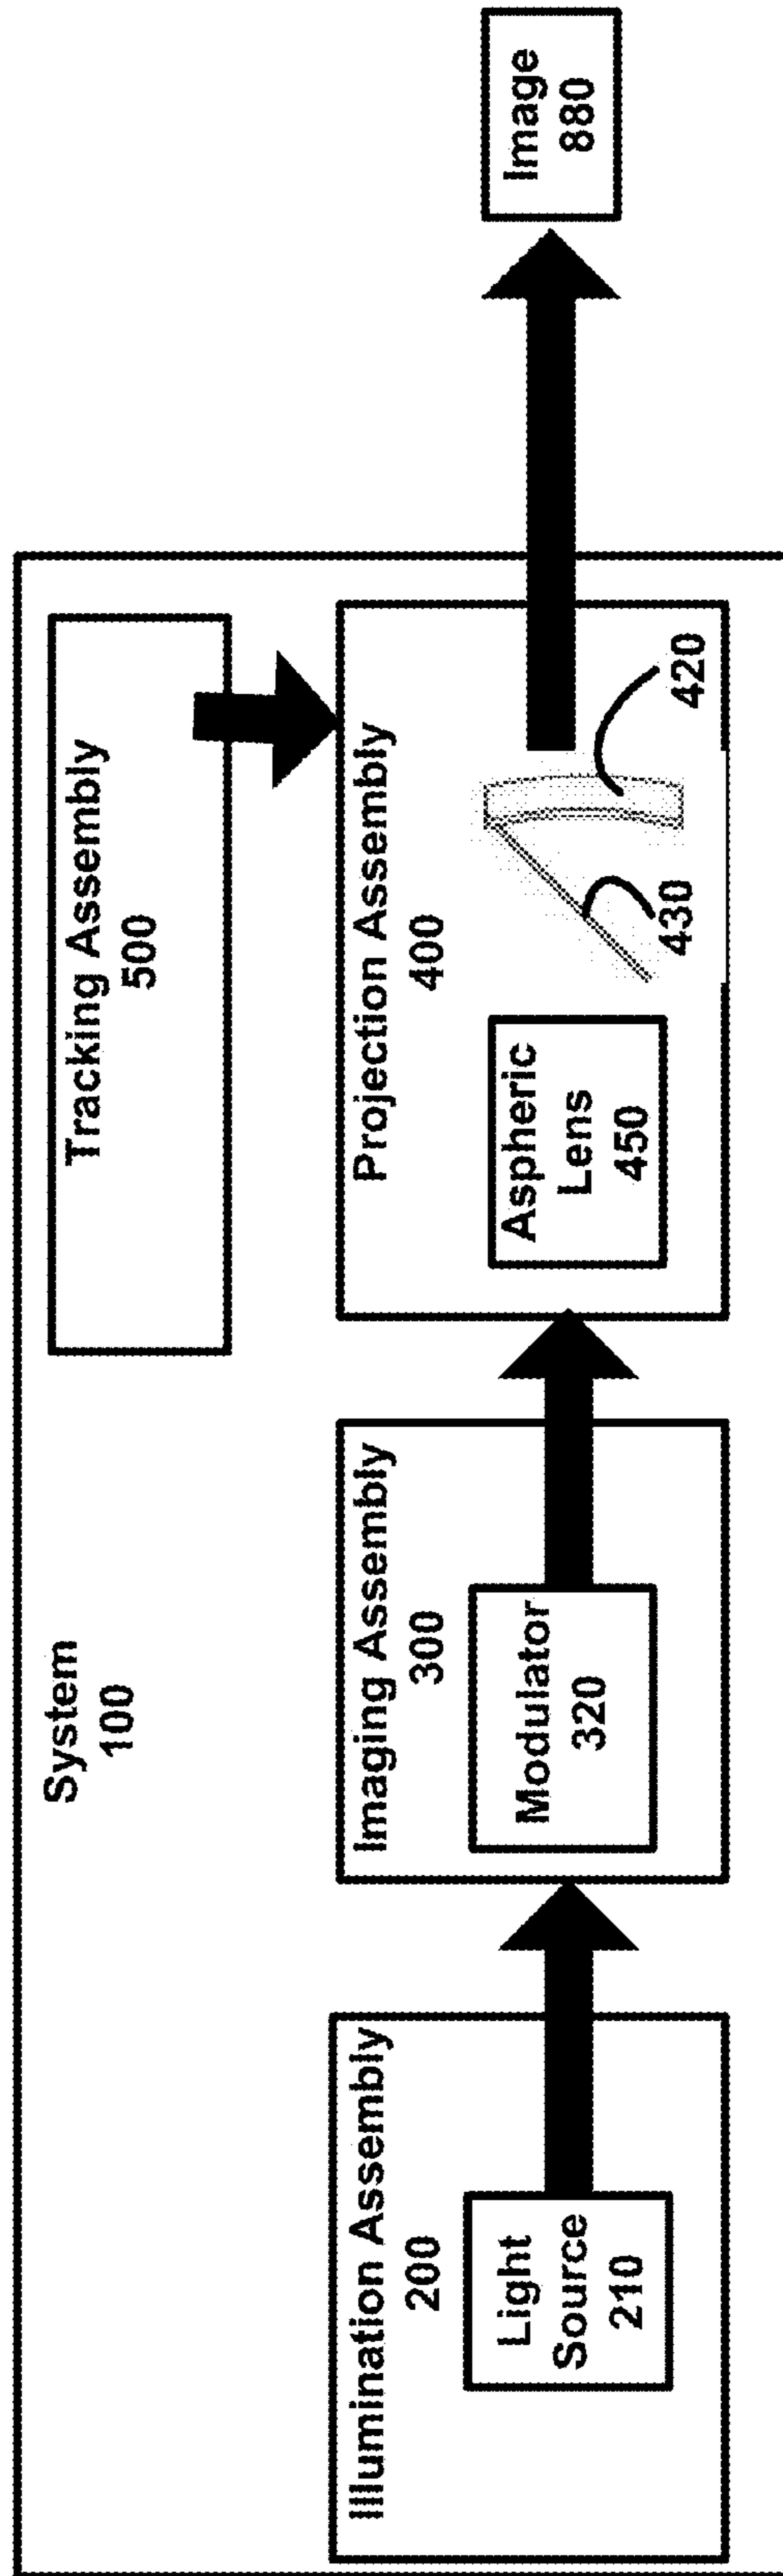 System
100
Tracking Assembly
500
Illumination Assembly
200
Light
Source
210
Imaging Assembly
300
Modulator
320
Projection Assembly
400
Aspheric
Lens
450
430
420
Image
880